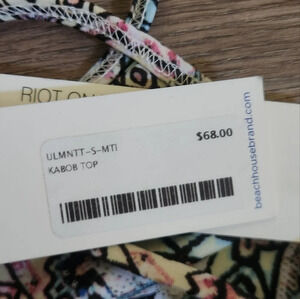 RIOT ON
ULMNTT-S-MTI
$68.00
KABOB TOP
beachhousebrand.com